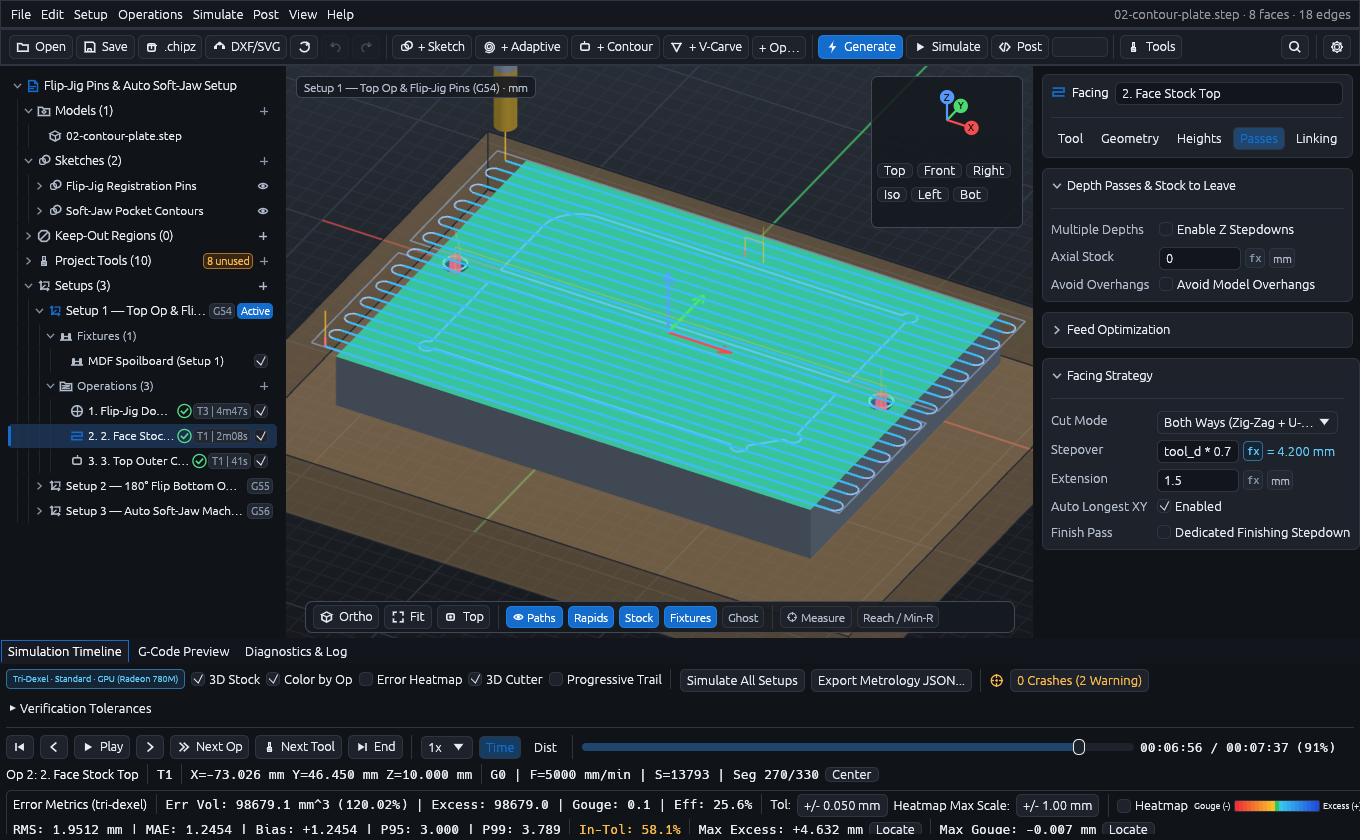 File Edit Setup Operations Simulate Post View Help
02-contour-plate.step · 8 faces · 18 edges
Open Save .chipz DXF/SVG + Sketch + Adaptive + Contour + V-Carve + Op... Generate Simulate Post Tools
Flip-Jig Pins & Auto Soft-Jaw Setup
Models (1) +
02-contour-plate.step
Sketches (2) +
Flip-Jig Registration Pins
Soft-Jaw Pocket Contours
Keep-Out Regions (0) +
Project Tools (10) 8 unused +
Setups (3) +
Setup 1 — Top Op & Fli... G54 Active
Fixtures (1)
MDF Spoilboard (Setup 1)
Operations (3) +
1. Flip-Jig Do... T3 | 4m47s
2. 2. Face Stoc... T1 | 2m08s
3. 3. Top Outer C... T1 | 41s
Setup 2 — 180° Flip Bottom O... G55
Setup 3 — Auto Soft-Jaw Mach... G56
Setup 1 — Top Op & Flip-Jig Pins (G54) · mm
Z
Y
X
Top Front Right
Iso Left Bot
Ortho Fit Top Paths Rapids Stock Fixtures Ghost Measure Reach / Min-R
Facing 2. Face Stock Top
Tool Geometry Heights Passes Linking
Depth Passes & Stock to Leave
Multiple Depths Enable Z Stepdowns
Axial Stock 0 fx mm
Avoid Overhangs Avoid Model Overhangs
Feed Optimization
Facing Strategy
Cut Mode Both Ways (Zig-Zag + U-...
Stepover tool_d * 0.7 fx = 4.200 mm
Extension 1.5 fx mm
Auto Longest XY Enabled
Finish Pass Dedicated Finishing Stepdown
Simulation Timeline G-Code Preview Diagnostics & Log
Tri-Dexel · Standard · GPU (Radeon 780M) 3D Stock Color by Op Error Heatmap 3D Cutter Progressive Trail Simulate All Setups Export Metrology JSON... 0 Crashes (2 Warning)
Verification Tolerances
Play Next Op Next Tool End 1x Time Dist 00:06:56 / 00:07:37 (91%)
Op 2: 2. Face Stock Top T1 X=-73.026 mm Y=46.450 mm Z=10.000 mm G0 | F=5000 mm/min | S=13793 | Seg 270/330 Center
Error Metrics (tri-dexel) Err Vol: 98679.1 mm^3 (120.02%) | Excess: 98679.0 | Gouge: 0.1 | Eff: 25.6% Tol: +/- 0.050 mm Heatmap Max Scale: +/- 1.00 mm Heatmap Gouge (-) Excess (+)
RMS: 1.9512 mm | MAE: 1.2454 | Bias: +1.2454 | P95: 3.000 | P99: 3.789 In-Tol: 58.1% Max Excess: +4.632 mm Locate Max Gouge: -0.007 mm Locate